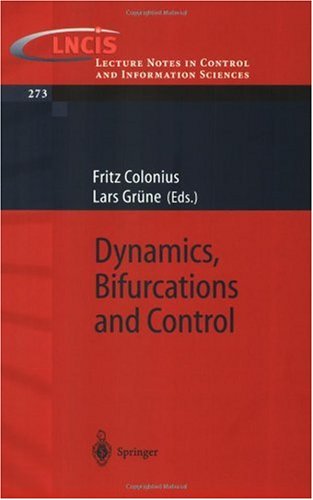 LNCIS
LECTURE NOTES IN CONTROL
AND INFORMATION SCIENCES
273
Fritz Colonius
Lars Grüne (Eds.)
Dynamics,
Bifurcations
and Control
Springer